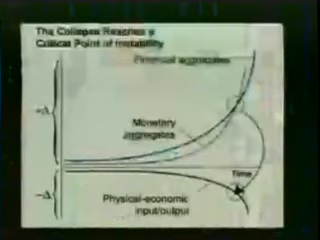 The Collapse Reaches a
Critical Point of Instability
Financial aggregates
Monetary
aggregates
Time
Physical-economic
input/output